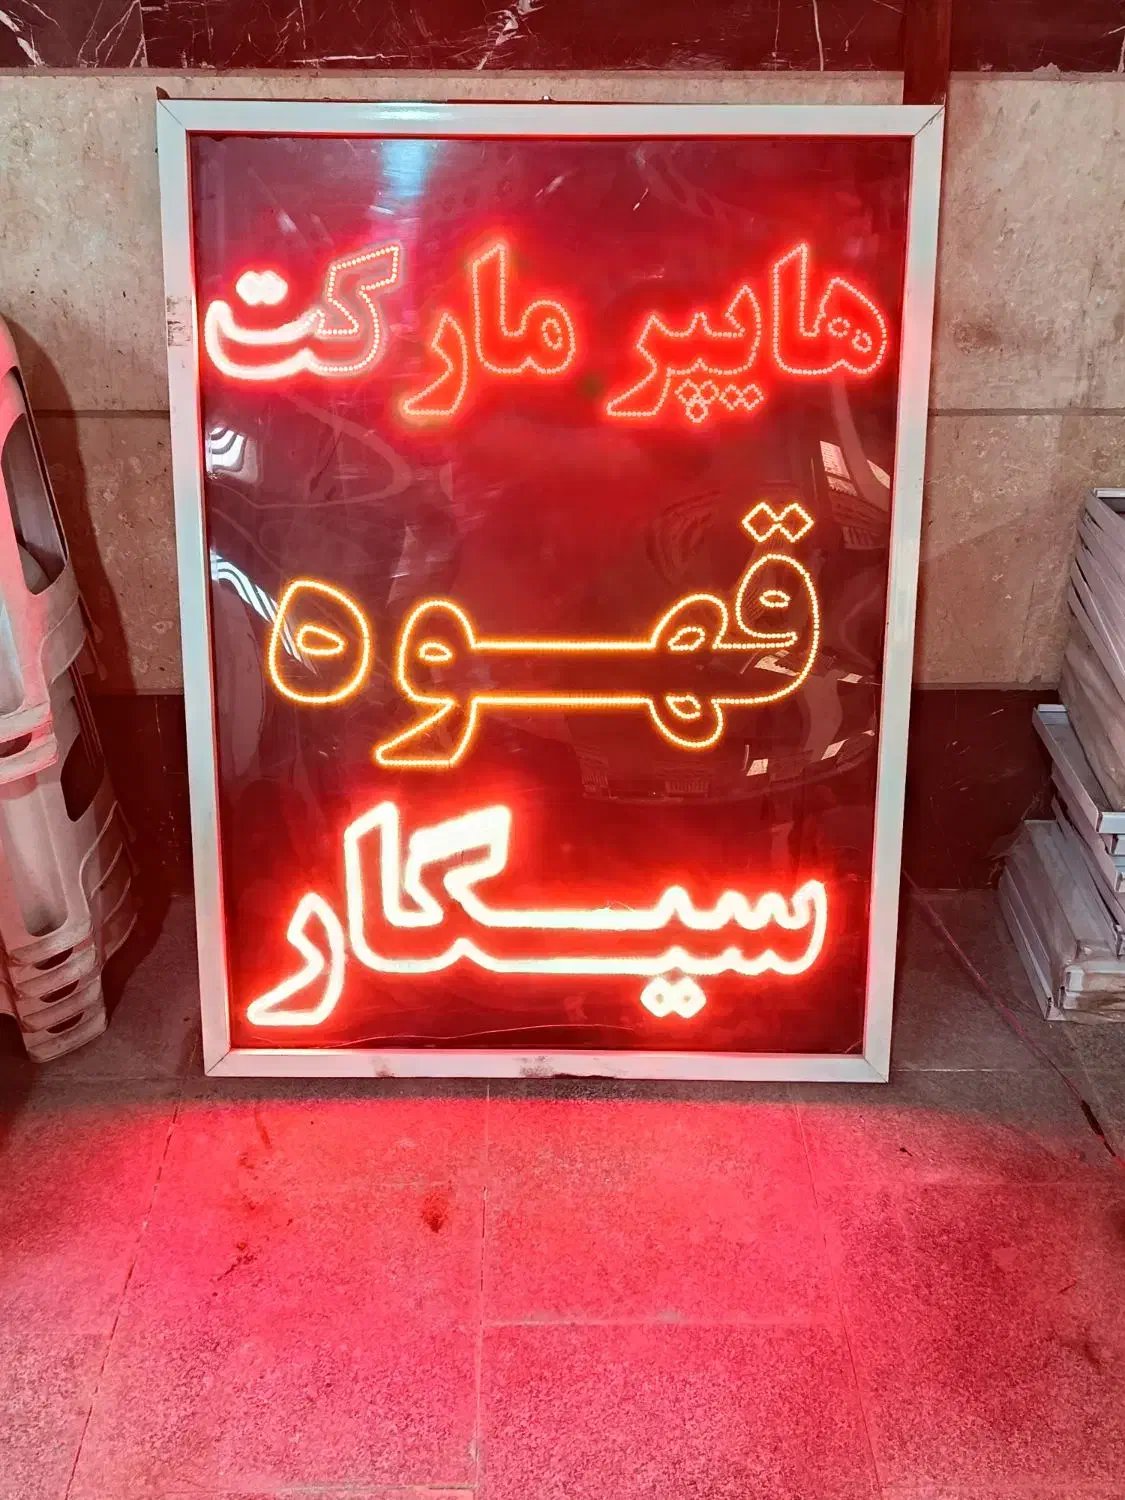 هایپر مارکت
قهوه
سیگار